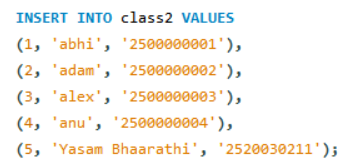 INSERT INTO class2 VALUES
(1, 'abhi', '2500000001'),
(2, 'adam', '2500000002'),
(3, 'alex', '2500000003'),
(4, 'anu', '2500000004'),
(5, 'Yasam Bhaarathi', '2520030211');